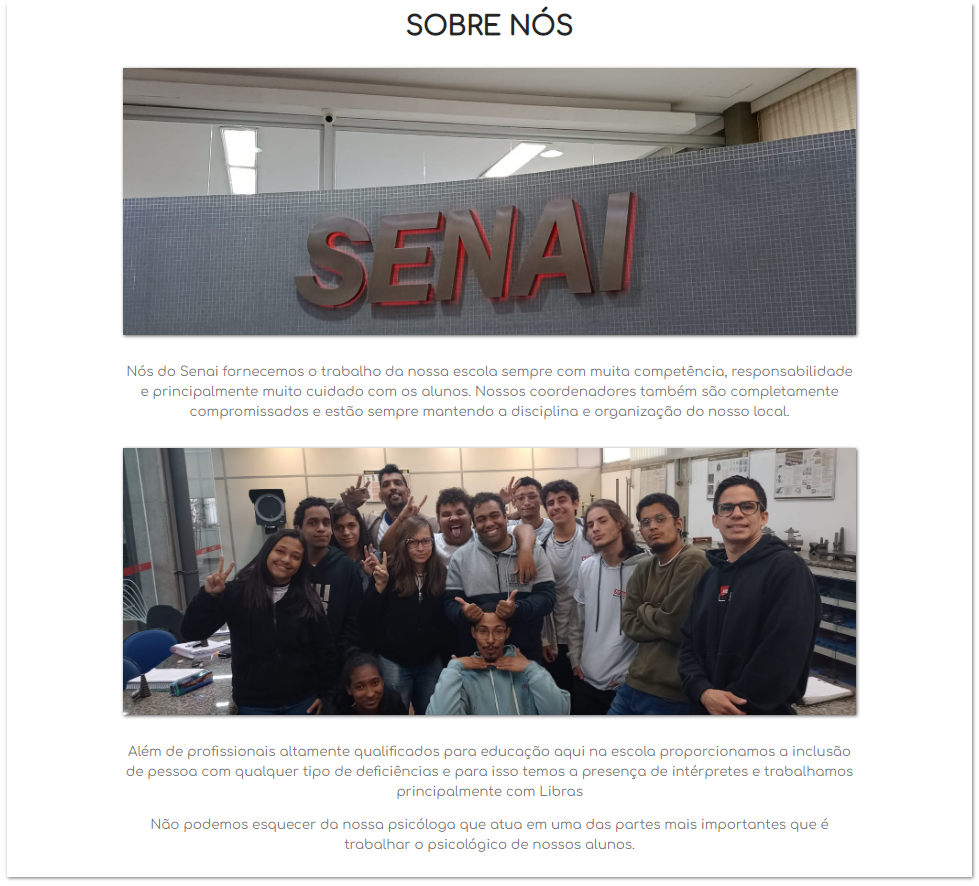 SOBRE NÓS
SENAI
Nós do Senai fornecemos o trabalho da nossa escola sempre com muita competência, responsabilidade
e principalmente muito cuidado com os alunos. Nossos coordenadores também são completamente
compromissados e estão sempre mantendo a disciplina e organização do nosso local.
Além de profissionais altamente qualificados para educação aqui na escola proporcionamos a inclusão
de pessoa com qualquer tipo de deficiências e para isso temos a presença de intérpretes e trabalhamos
principalmente com Libras
Não podemos esquecer da nossa psicóloga que atua em uma das partes mais importantes que é
trabalhar o psicológico de nossos alunos.